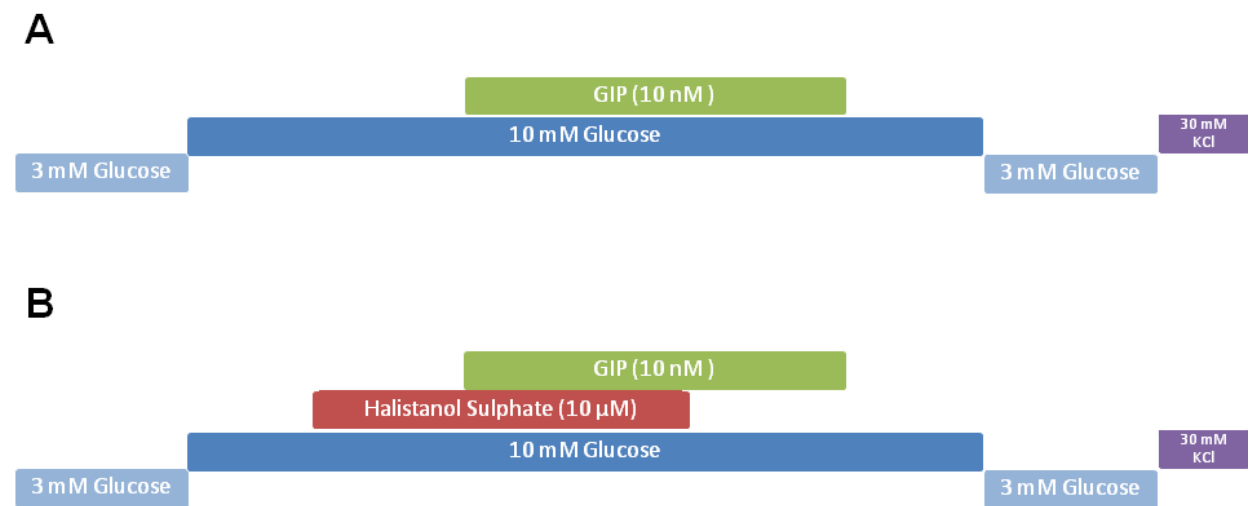 A
GIP (10 nM )
10 mM Glucose
30 mM
KCl
3 mM Glucose
3 mM Glucose
B
GIP (10 nM )
Halistanol Sulphate (10 µM)
10 mM Glucose
30 mM
KCl
3 mM Glucose
3 mM Glucose